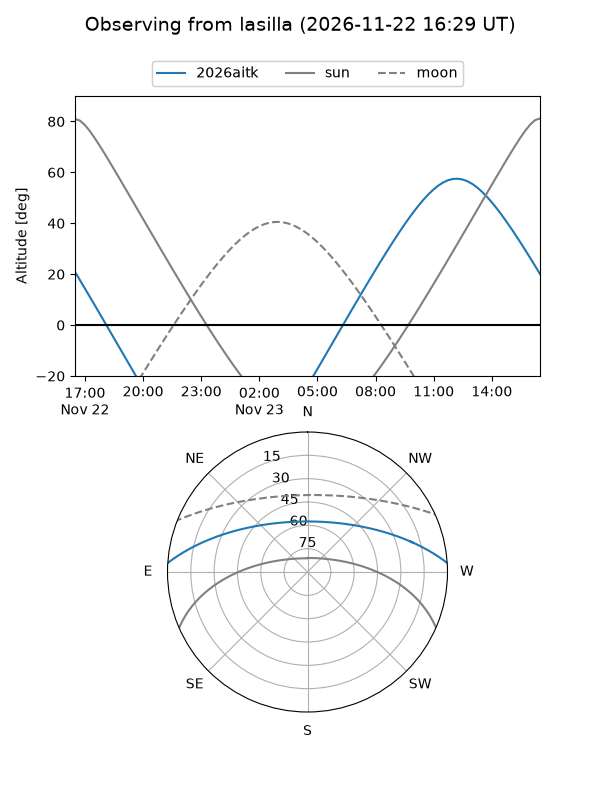 Observing from lasilla (2026-11-22 16:29 UT)
2026aitk sun moon
Altitude [deg]
80
60
40
20
0
−20
17:00 20:00 23:00 02:00 05:00 08:00 11:00 14:00
Nov 22 Nov 23
N
NE NW
15
30
45
60
75
E W
SE SW
S